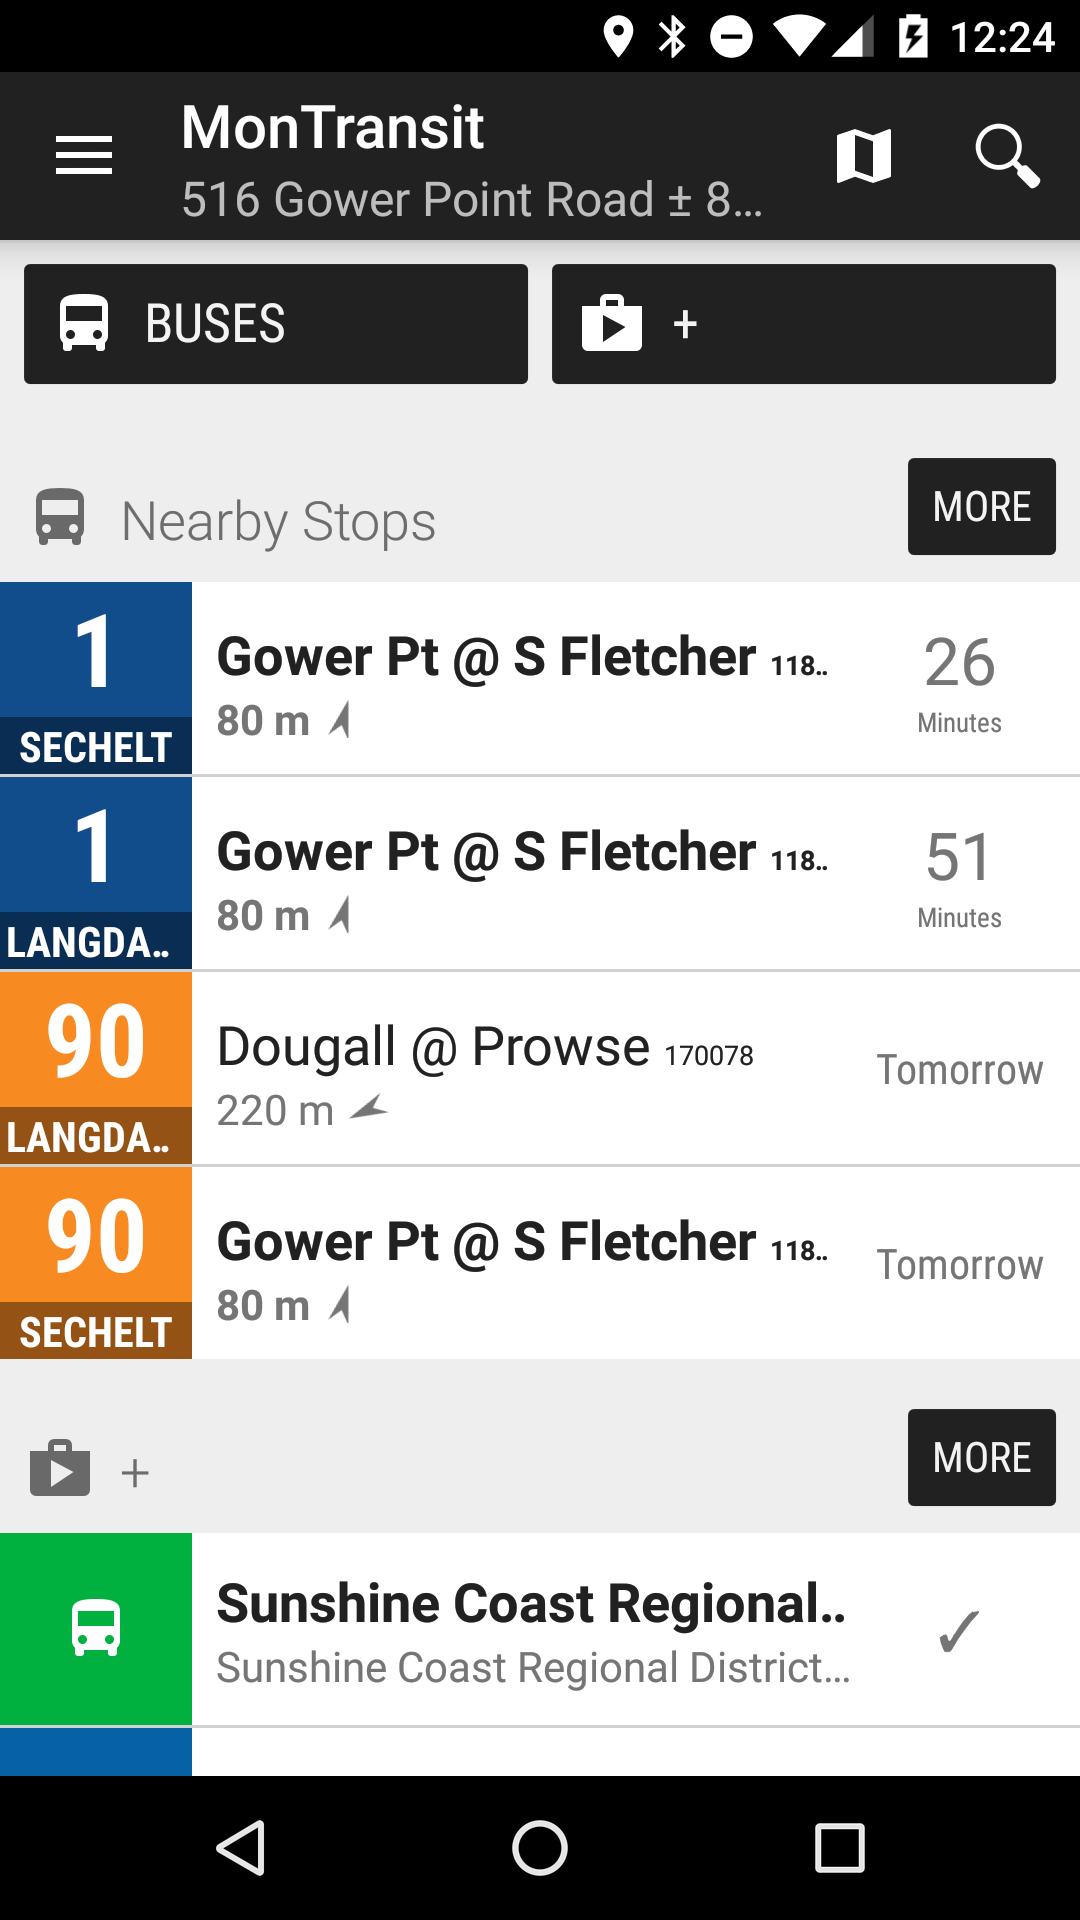 12:24
MonTransit
516 Gower Point Road ± 8...
BUSES
+
Nearby Stops
MORE
1
SECHELT
Gower Pt @ S Fletcher 118..
80 m
26
Minutes
1
LANGDA..
Gower Pt @ S Fletcher 118..
80 m
51
Minutes
90
LANGDA..
Dougall @ Prowse 170078
220 m
Tomorrow
90
SECHELT
Gower Pt @ S Fletcher 118..
80 m
Tomorrow
+
MORE
Sunshine Coast Regional..
Sunshine Coast Regional District...
✓